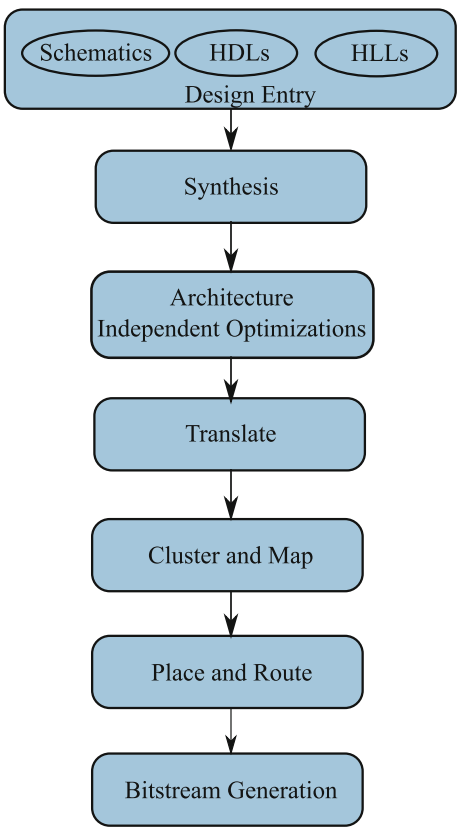 Schematics HDLs HLLs
Design Entry
Synthesis
Architecture
Independent Optimizations
Translate
Cluster and Map
Place and Route
Bitstream Generation